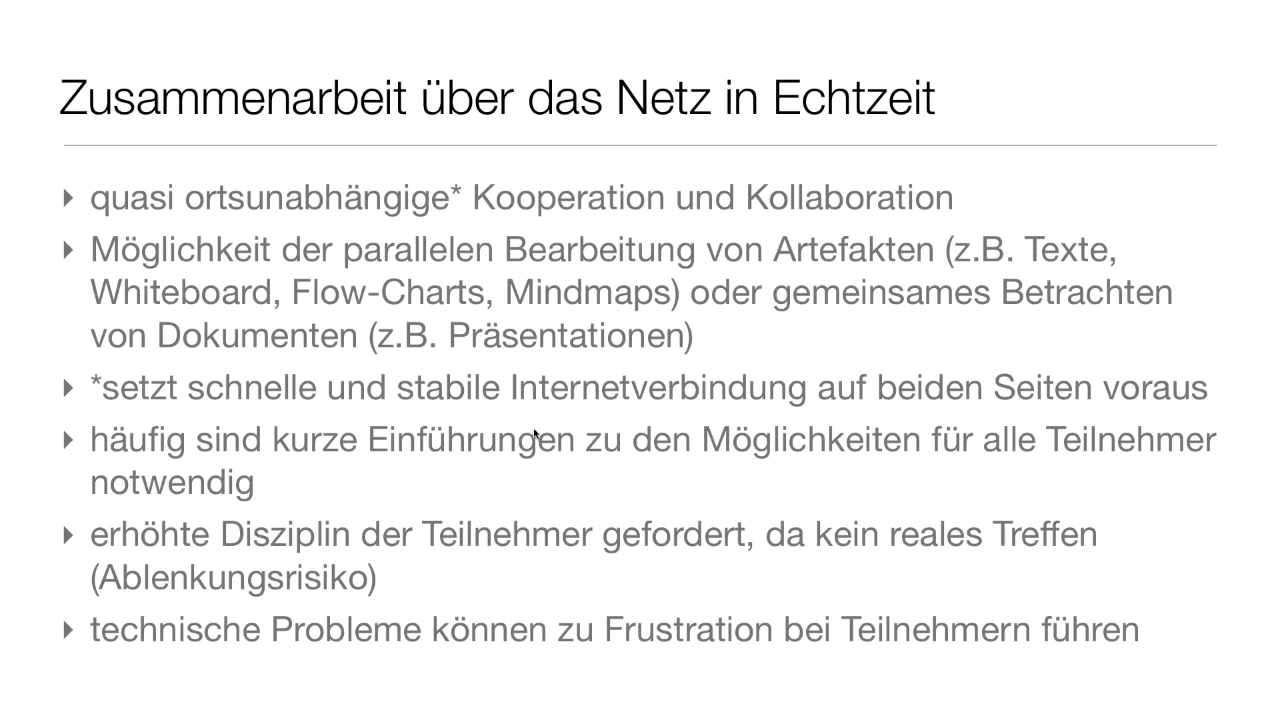 Zusammenarbeit über das Netz in Echtzeit
‣ quasi ortsunabhängige* Kooperation und Kollaboration
‣ Möglichkeit der parallelen Bearbeitung von Artefakten (z.B. Texte,
Whiteboard, Flow-Charts, Mindmaps) oder gemeinsames Betrachten
von Dokumenten (z.B. Präsentationen)
‣ *setzt schnelle und stabile Internetverbindung auf beiden Seiten voraus
‣ häufig sind kurze Einführungen zu den Möglichkeiten für alle Teilnehmer
notwendig
‣ erhöhte Disziplin der Teilnehmer gefordert, da kein reales Treffen
(Ablenkungsrisiko)
‣ technische Probleme können zu Frustration bei Teilnehmern führen